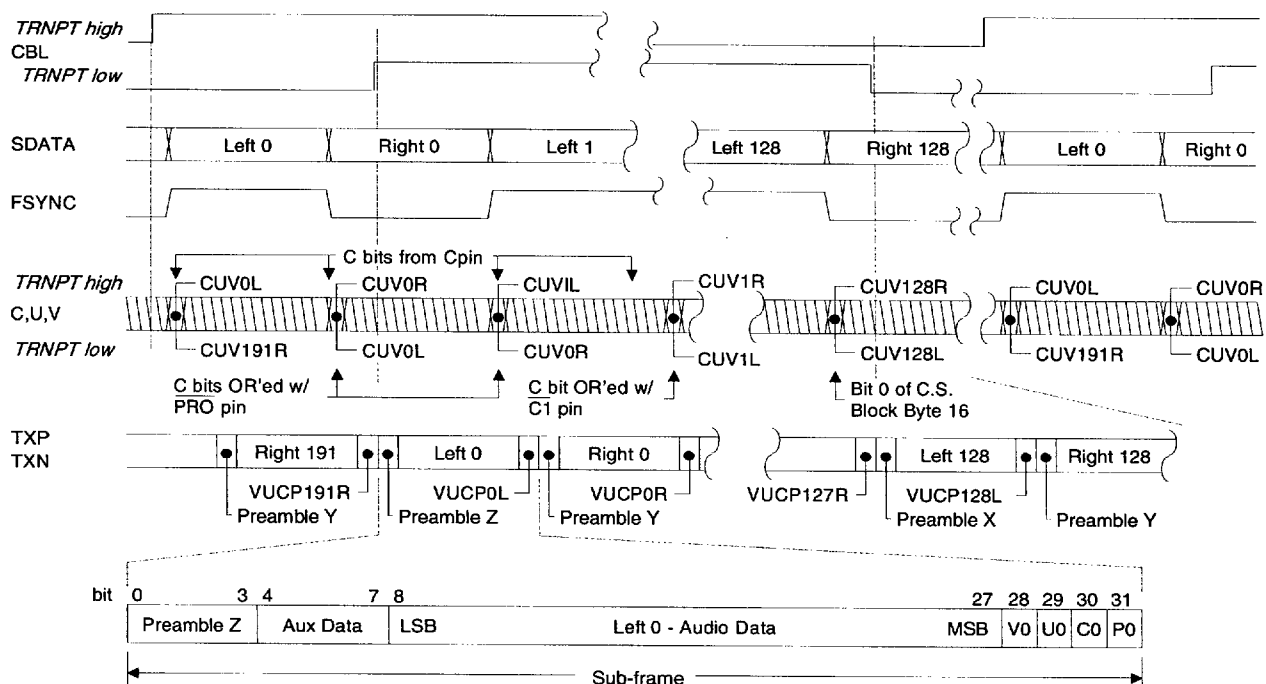 TRNPT high
CBL
TRNPT low
SDATA
Left 0
Right 0
Left 1
Left 128
Right 128
Left 0
Right 0
FSYNC
C bits from Cpin
TRNPT high
CUV0L
CUV0R
CUVIL
CUV1R
CUV128R
CUV0L
CUV0R
C,U,V
TRNPT low
CUV191R
CUV0L
CUV0R
CUV1L
CUV128L
CUV191R
CUV0L
C bits OR'ed w/
PRO pin
C bit OR'ed w/
C1 pin
Bit 0 of C.S.
Block Byte 16
TXP
TXN
Right 191
Left 0
Right 0
Left 128
Right 128
VUCP191R
VUCP0L
VUCP0R
VUCP127R
VUCP128L
Preamble Y
Preamble Z
Preamble Y
Preamble X
Preamble Y
bit 0 3 4 7 8 27 28 29 30 31
Preamble Z Aux Data LSB Left 0 - Audio Data MSB V0 U0 C0 P0
Sub-frame